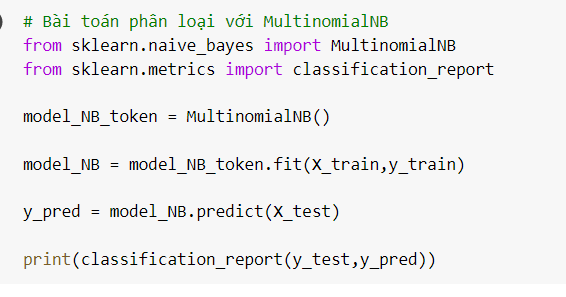 # Bài toán phân loại với MultinomialNB
from sklearn.naive_bayes import MultinomialNB
from sklearn.metrics import classification_report
model_NB_token = MultinomialNB()
model_NB = model_NB_token.fit(X_train,y_train)
y_pred = model_NB.predict(X_test)
print(classification_report(y_test,y_pred))